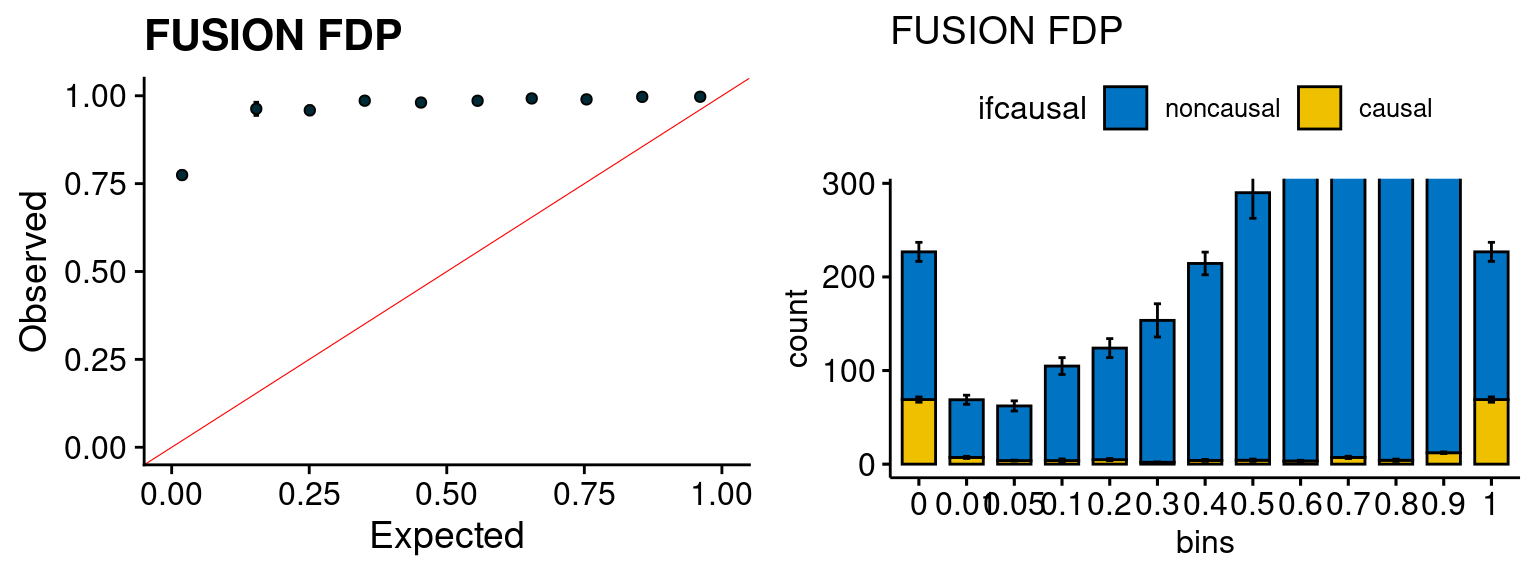 FUSION FDP
Observed
1.00
0.75
0.50
0.25
0.00
0.00 0.25 0.50 0.75 1.00
Expected
FUSION FDP
ifcausal noncausal causal
count
300
200
100
0
0 0.01 0.05 0.1 0.2 0.3 0.4 0.5 0.6 0.7 0.8 0.9 1
bins